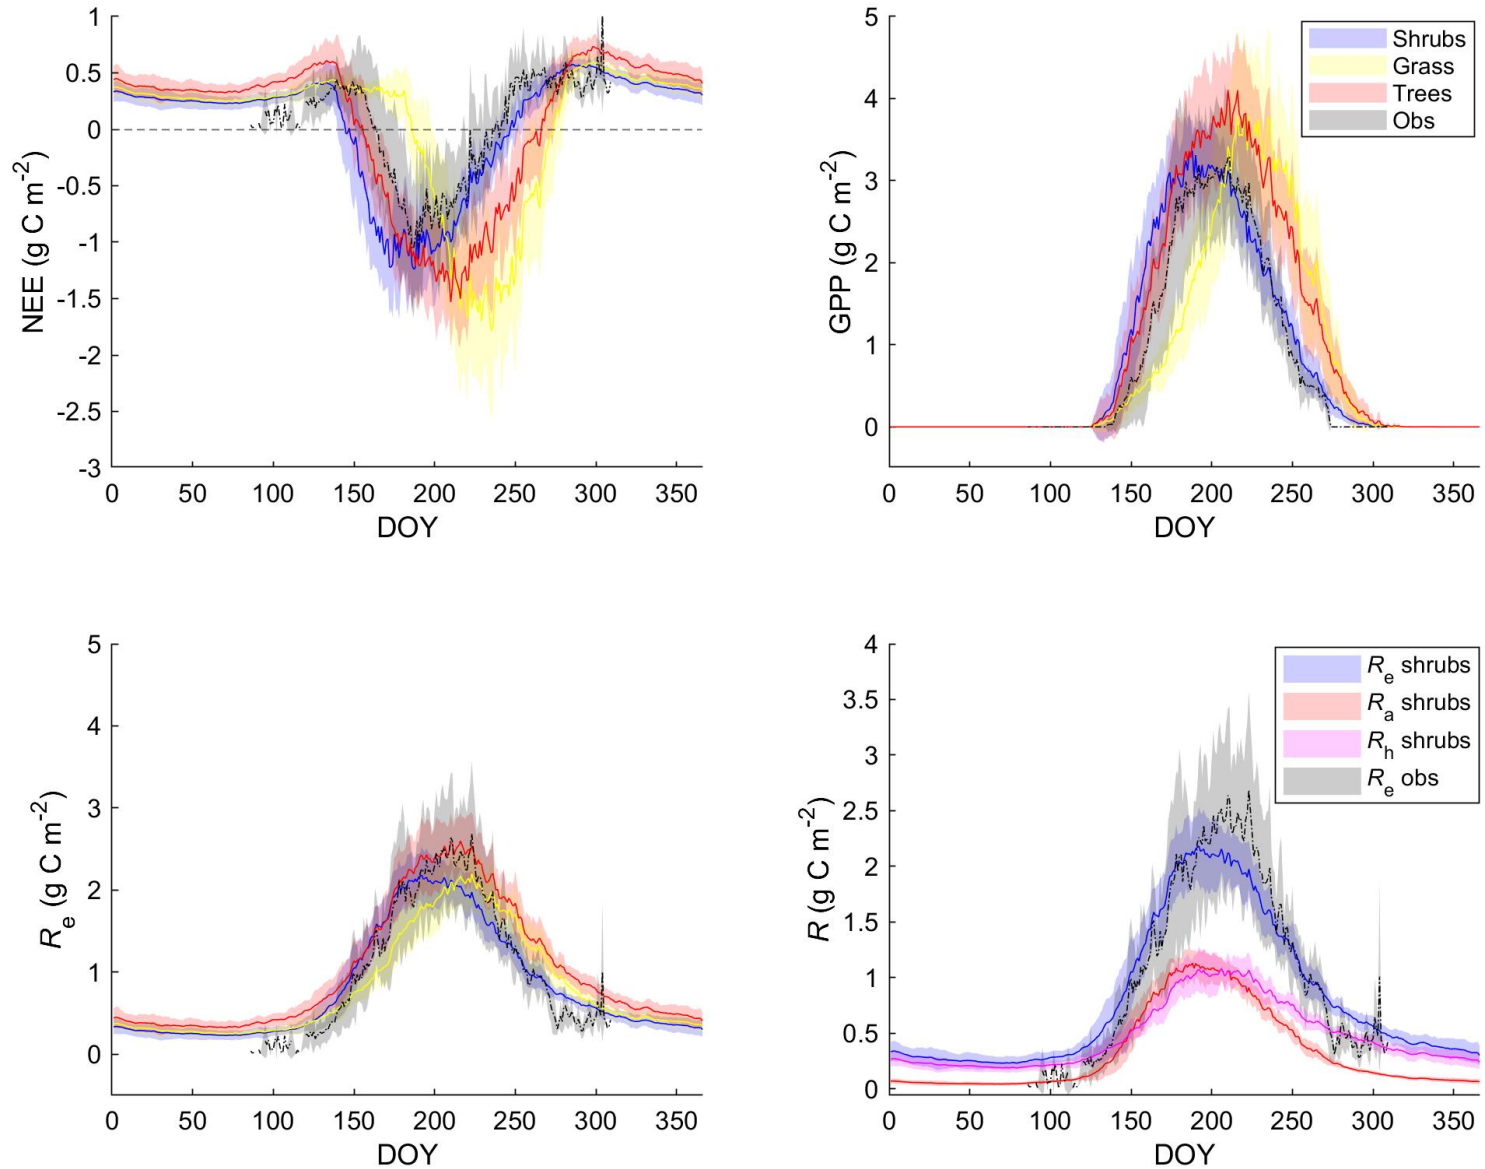 1
0.5
0
-0.5
-1
-1.5
-2
-2.5
-3
NEE (g C m-2)
0 50 100 150 200 250 300 350
DOY
5
4
3
2
1
0
GPP (g C m-2)
0 50 100 150 200 250 300 350
DOY
Shrubs
Grass
Trees
Obs
5
4
3
2
1
0
Re (g C m-2)
0 50 100 150 200 250 300 350
DOY
4
3.5
3
2.5
2
1.5
1
0.5
0
R (g C m-2)
0 50 100 150 200 250 300 350
DOY
Re shrubs
Ra shrubs
Rh shrubs
Re obs